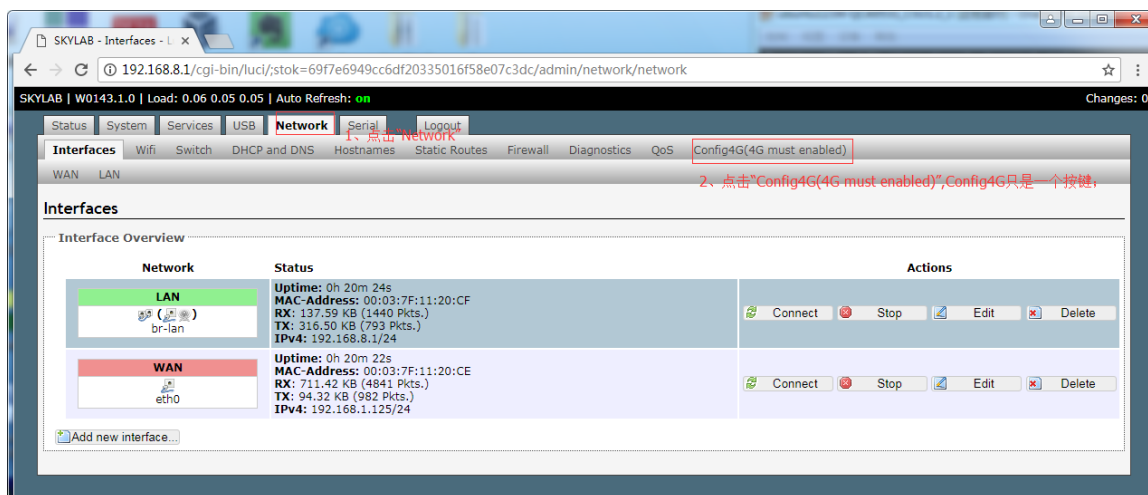 SKYLAB - Interfaces - L
192.168.8.1/cgi-bin/luci/;stok=69f7e6949cc6df20335016f58e07c3dc/admin/network/network
SKYLAB | W0143.1.0 | Load: 0.06 0.05 0.05 | Auto Refresh: on Changes: 0
Status System Services USB Network Serial Logout
1、点击“Network”
Interfaces Wifi Switch DHCP and DNS Hostnames Static Routes Firewall Diagnostics QoS Config4G(4G must enabled)
WAN LAN
2、点击“Config4G(4G must enabled)”,Config4G只是一个按键；
Interfaces
Interface Overview
Network Status Actions
LAN
( )
br-lan
Uptime: 0h 20m 24s
MAC-Address: 00:03:7F:11:20:CF
RX: 137.59 KB (1440 Pkts.)
TX: 316.50 KB (793 Pkts.)
IPv4: 192.168.8.1/24
Connect Stop Edit Delete
WAN
eth0
Uptime: 0h 20m 22s
MAC-Address: 00:03:7F:11:20:CE
RX: 711.42 KB (4841 Pkts.)
TX: 94.32 KB (982 Pkts.)
IPv4: 192.168.1.125/24
Connect Stop Edit Delete
Add new interface...